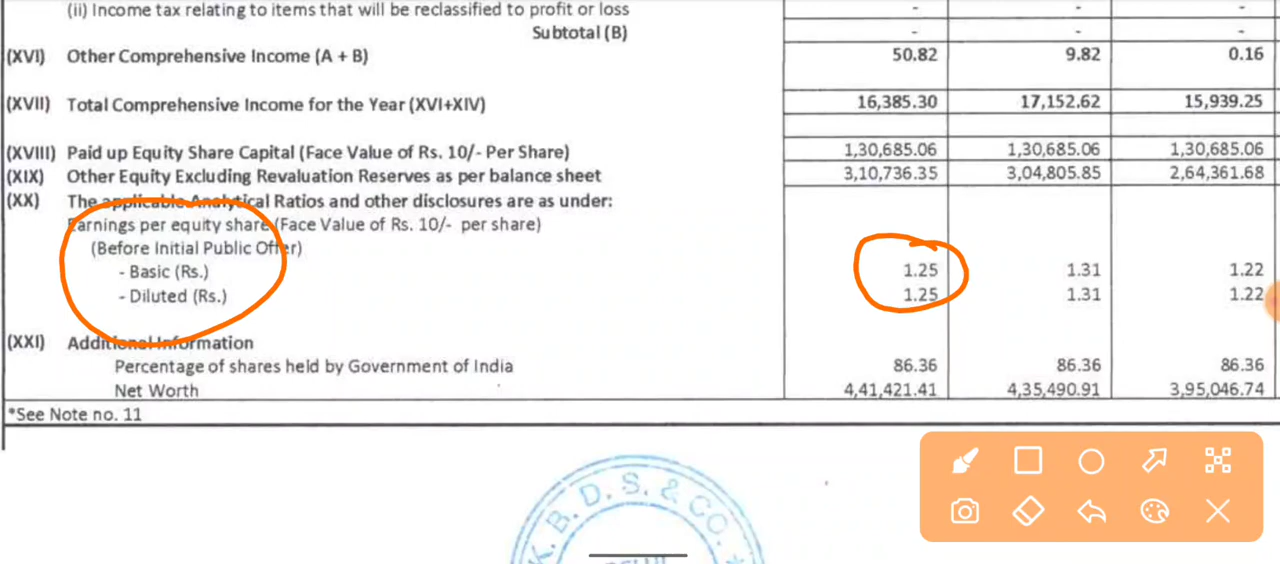 (ii) Income tax relating to items that will be reclassified to profit or loss - - -
Subtotal (B) - - -
(XVI) Other Comprehensive Income (A + B) 50.82 9.82 0.16
(XVII) Total Comprehensive Income for the Year (XVI+XIV) 16,385.30 17,152.62 15,939.25
(XVIII) Paid up Equity Share Capital (Face Value of Rs. 10/- Per Share) 1,30,685.06 1,30,685.06 1,30,685.06
(XIX) Other Equity Excluding Revaluation Reserves as per balance sheet 3,10,736.35 3,04,805.85 2,64,361.68
(XX) The applicable Analytical Ratios and other disclosures are as under:
Earnings per equity share (Face Value of Rs. 10/- per share)
(Before Initial Public Offer)
- Basic (Rs.) 1.25 1.31 1.22
- Diluted (Rs.) 1.25 1.31 1.22
(XXI) Additional Information
Percentage of shares held by Government of India 86.36 86.36 86.36
Net Worth 4,41,421.41 4,35,490.91 3,95,046.74
*See Note no. 11
K. B. D. S. & CO. *